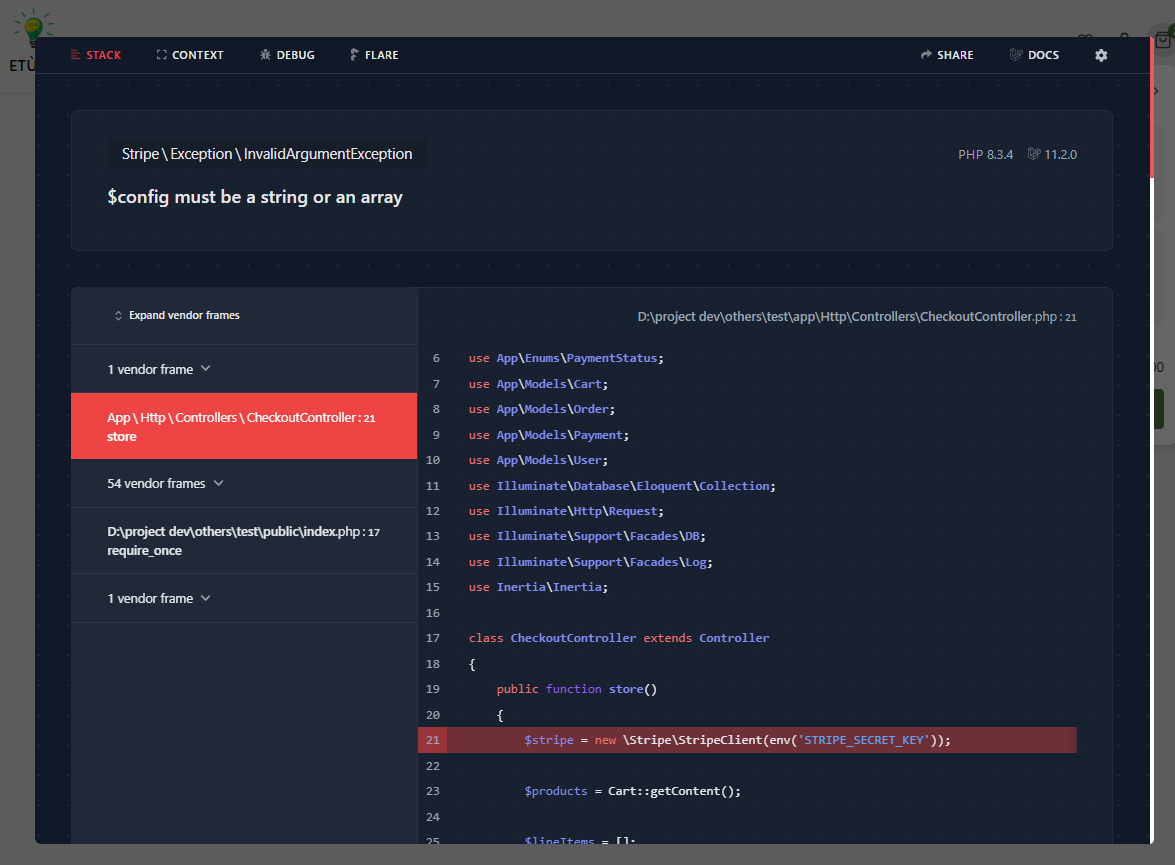 ETÙ
STACK CONTEXT DEBUG FLARE SHARE DOCS
Stripe \ Exception \ InvalidArgumentException
PHP 8.3.4 11.2.0
$config must be a string or an array
Expand vendor frames
1 vendor frame
App \ Http \ Controllers \ CheckoutController : 21
store
54 vendor frames
D:\project dev\others\test\public\index.php : 17
require_once
1 vendor frame
D:\project dev\others\test\app\Http\Controllers\CheckoutController.php : 21
6 use App\Enums\PaymentStatus;
7 use App\Models\Cart;
8 use App\Models\Order;
9 use App\Models\Payment;
10 use App\Models\User;
11 use Illuminate\Database\Eloquent\Collection;
12 use Illuminate\Http\Request;
13 use Illuminate\Support\Facades\DB;
14 use Illuminate\Support\Facades\Log;
15 use Inertia\Inertia;
16
17 class CheckoutController extends Controller
18 {
19 public function store()
20 {
21 $stripe = new \Stripe\StripeClient(env('STRIPE_SECRET_KEY'));
22
23 $products = Cart::getContent();
24
25 $lineItems = [];